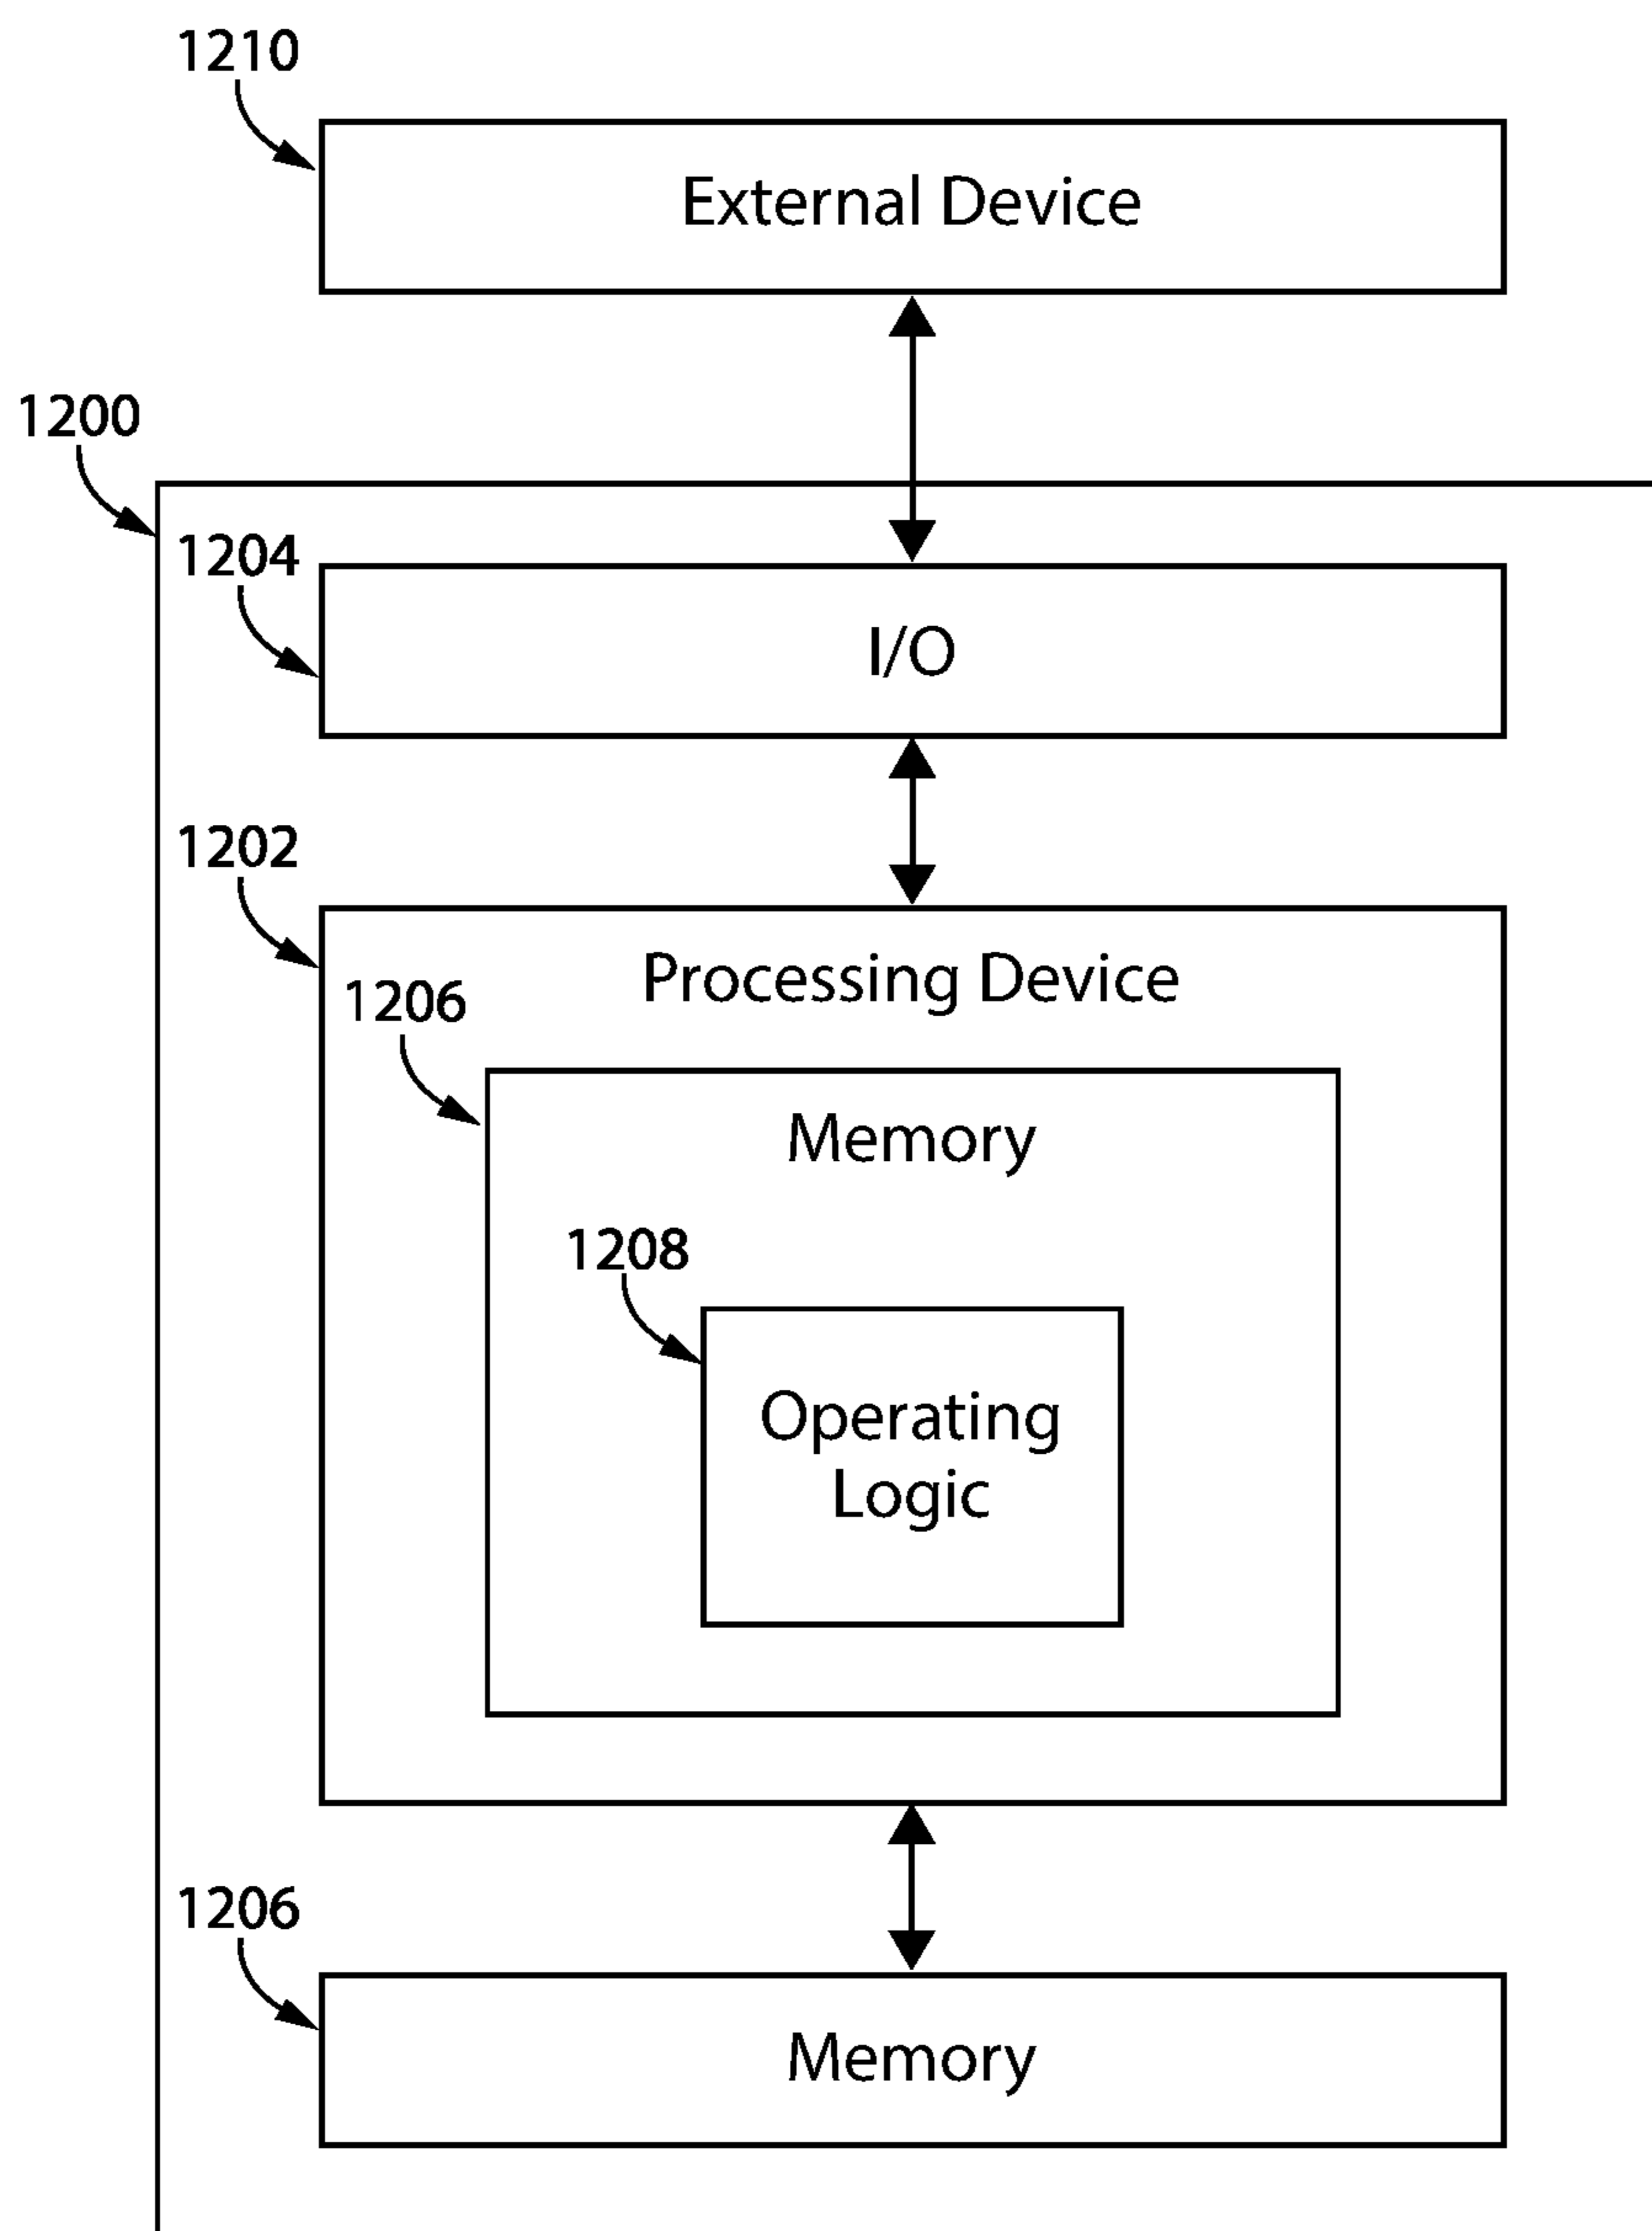 1210
External Device
1200
1204
I/O
1202
Processing Device
1206
Memory
1208
Operating
Logic
1206
Memory